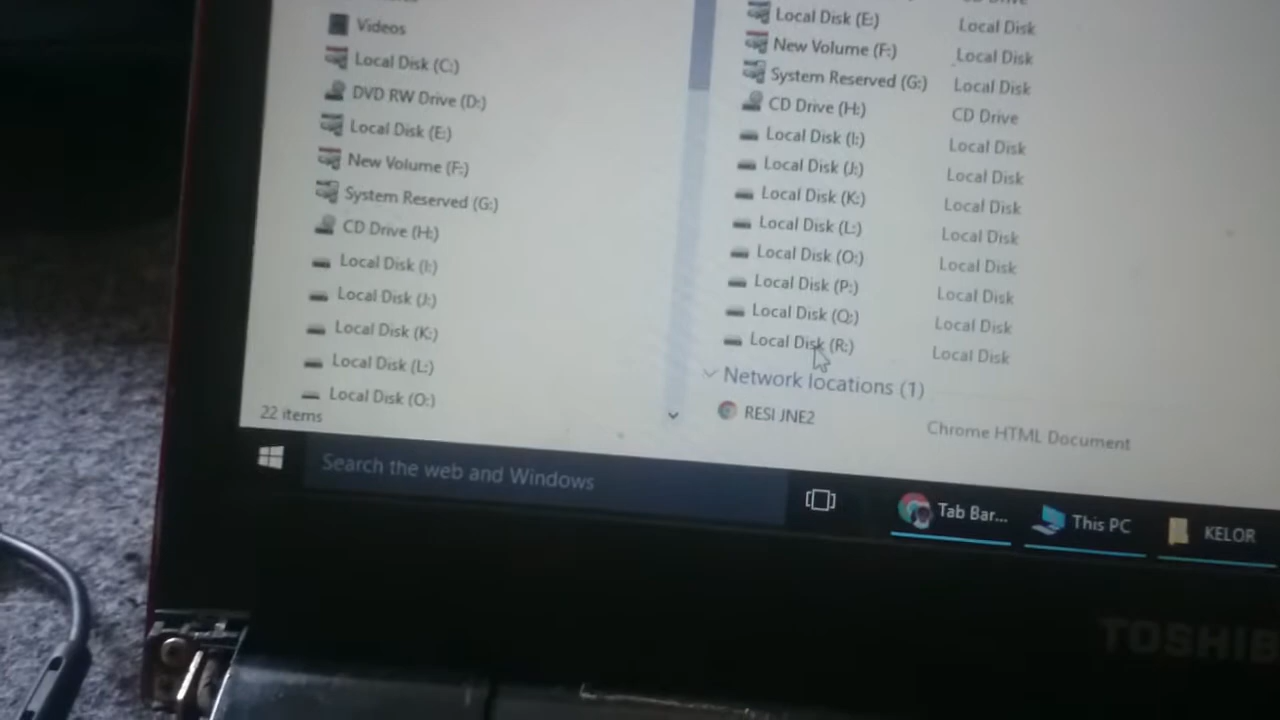 Videos
Local Disk (C:)
DVD RW Drive (D:)
Local Disk (E:)
New Volume (F:)
System Reserved (G:)
CD Drive (H:)
Local Disk (I:)
Local Disk (J:)
Local Disk (K:)
Local Disk (L:)
Local Disk (O:)
22 items
Local Disk (E:) Local Disk
New Volume (F:) Local Disk
System Reserved (G:) Local Disk
CD Drive (H:) CD Drive
Local Disk (I:) Local Disk
Local Disk (J:) Local Disk
Local Disk (K:) Local Disk
Local Disk (L:) Local Disk
Local Disk (O:) Local Disk
Local Disk (P:) Local Disk
Local Disk (Q:) Local Disk
Local Disk (R:) Local Disk
Network locations (1)
RESI JNE2 Chrome HTML Document
Search the web and Windows
Tab Bar...
This PC
KELOR
TOSHIB